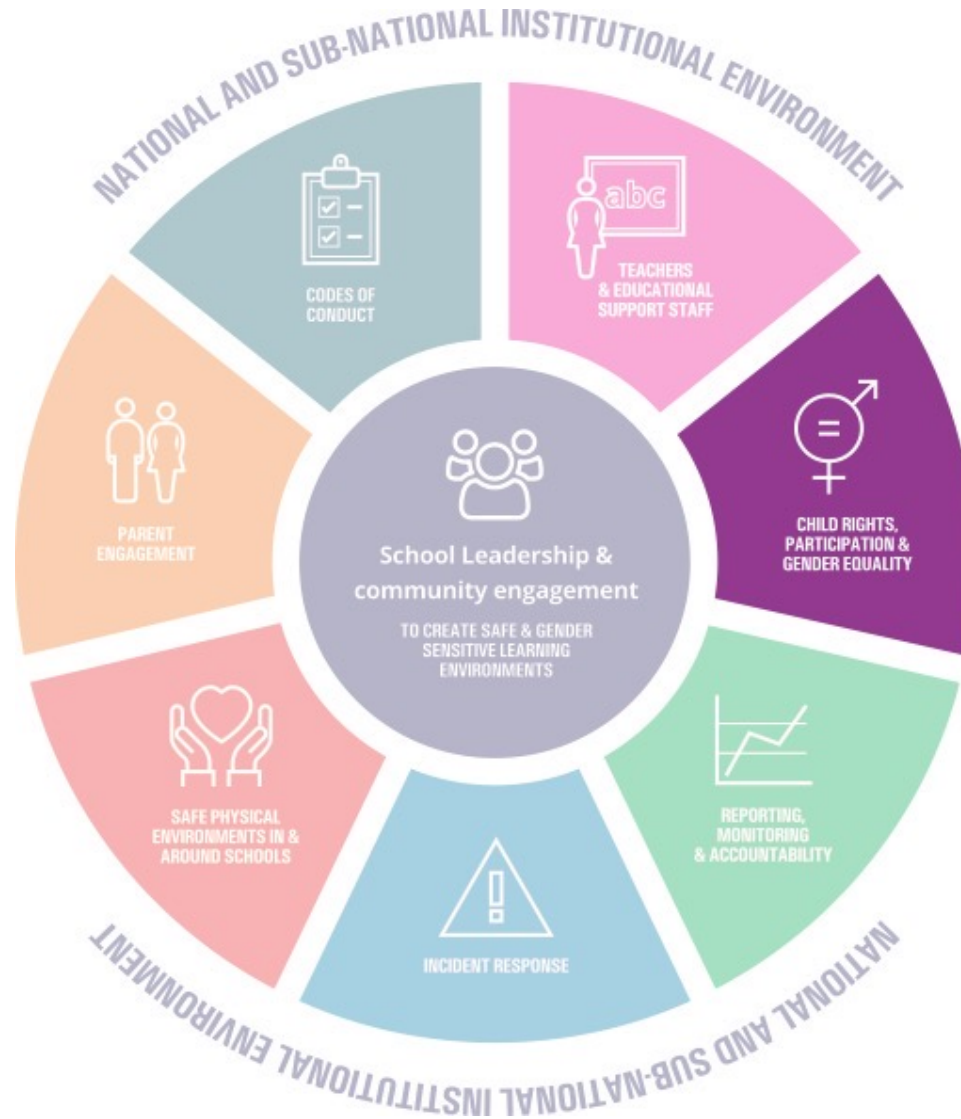 NATIONAL AND SUB-NATIONAL INSTITUTIONAL ENVIRONMENT
CODES OF
CONDUCT
abc
TEACHERS
& EDUCATIONAL
SUPPORT STAFF
PARENT
ENGAGEMENT
School Leadership &
community engagement
TO CREATE SAFE & GENDER
SENSITIVE LEARNING
ENVIRONMENTS
=
CHILD RIGHTS,
PARTICIPATION &
GENDER EQUALITY
SAFE PHYSICAL
ENVIRONMENTS IN &
AROUND SCHOOLS
!
INCIDENT RESPONSE
REPORTING,
MONITORING
& ACCOUNTABILITY
NATIONAL AND SUB-NATIONAL INSTITUTIONAL ENVIRONMENT